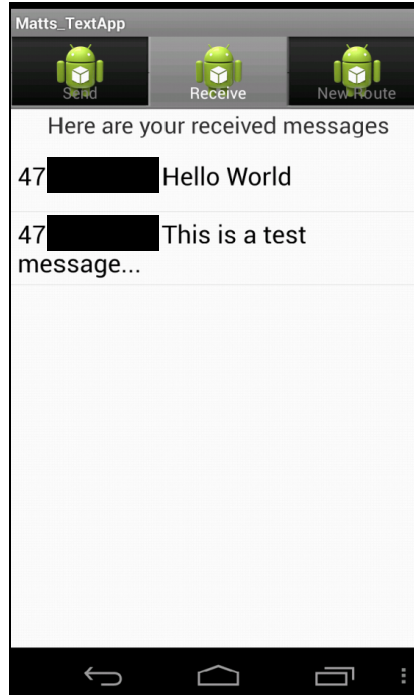 Matts_TextApp
Send Receive New Route
Here are your received messages
47 Hello World
47 This is a test
message...